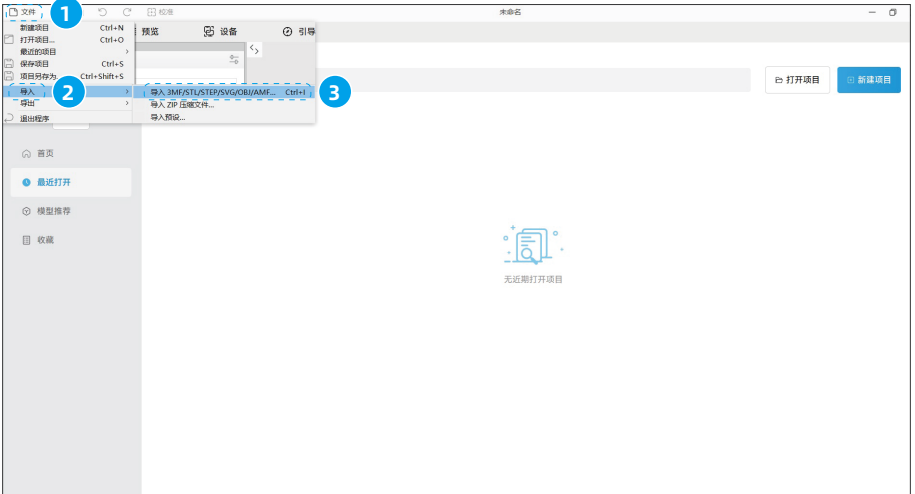 文件
1
校准
未命名
新建项目 Ctrl+N
打开项目... Ctrl+O
最近的项目
保存项目 Ctrl+S
项目另存为 Ctrl+Shift+S
导入
2
导出
退出程序
预览
设备
引导
导入 3MF/STL/STEP/SVG/OBJ/AMF... Ctrl+I
3
导入 ZIP 压缩文件...
导入预设...
打开项目
新建项目
首页
最近打开
模型推荐
收藏
无近期打开项目